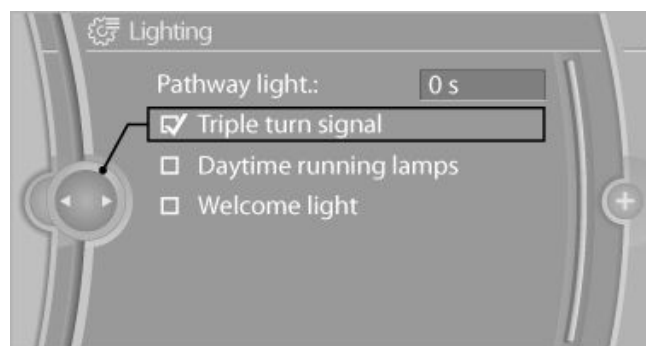 Lighting
Pathway light.: 0 s
Triple turn signal
Daytime running lamps
Welcome light